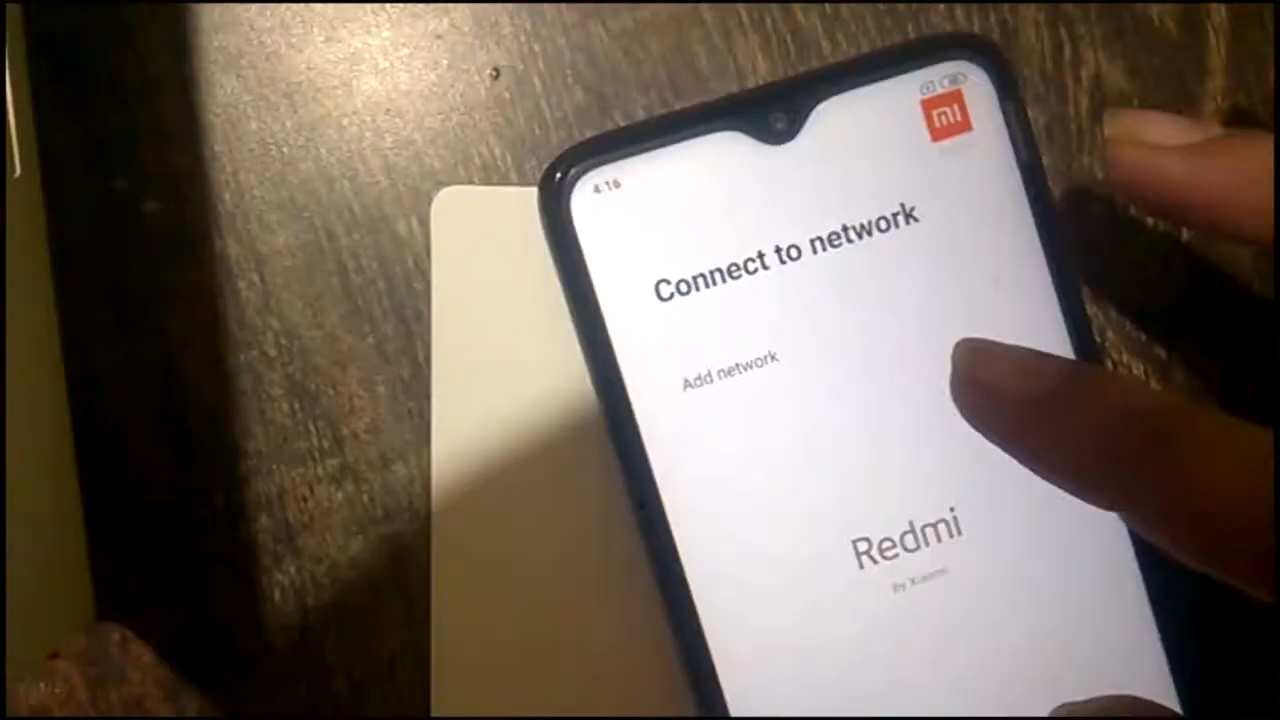 4.16
mi
Connect to network
Add network
Redmi
By Xiaomi